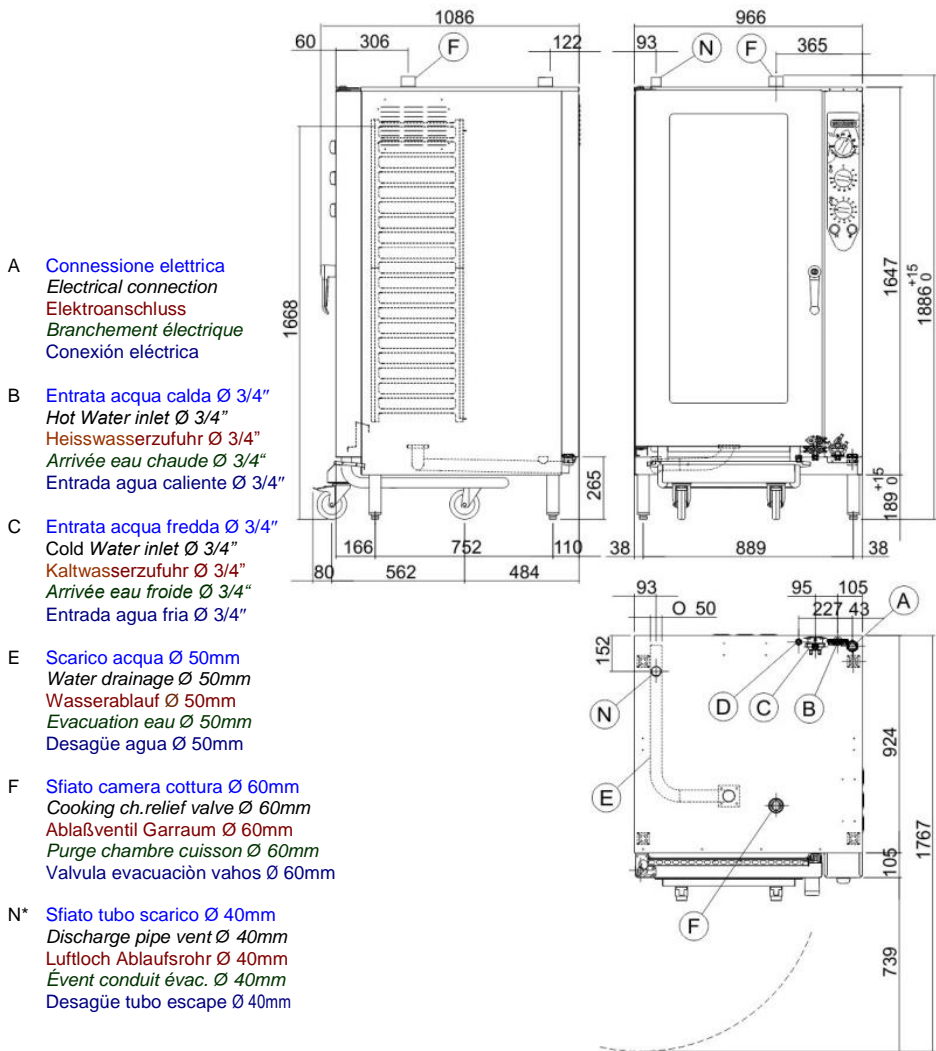 1086
60 306 F 122
1668
265
166 752 110
80 562 484
966
93 N F 365
1647
1886 +15 0
189 +15 0
38 889 38
93 95 105 A
O 50 227 43
152
N D C B
E
924
F
105
1767
739
A Connessione elettrica
Electrical connection
Elektroanschluss
Branchement électrique
Conexión eléctrica
B Entrata acqua calda Ø 3/4″
Hot Water inlet Ø 3/4”
Heisswasserzufuhr Ø 3/4”
Arrivée eau chaude Ø 3/4“
Entrada agua caliente Ø 3/4″
C Entrata acqua fredda Ø 3/4″
Cold Water inlet Ø 3/4”
Kaltwasserzufuhr Ø 3/4”
Arrivée eau froide Ø 3/4“
Entrada agua fria Ø 3/4″
E Scarico acqua Ø 50mm
Water drainage Ø 50mm
Wasserablauf Ø 50mm
Evacuation eau Ø 50mm
Desagüe agua Ø 50mm
F Sfiato camera cottura Ø 60mm
Cooking ch.relief valve Ø 60mm
Ablaßventil Garraum Ø 60mm
Purge chambre cuisson Ø 60mm
Valvula evacuaciòn vahos Ø 60mm
N* Sfiato tubo scarico Ø 40mm
Discharge pipe vent Ø 40mm
Luftloch Ablaufsrohr Ø 40mm
Évent conduit évac. Ø 40mm
Desagüe tubo escape Ø 40mm